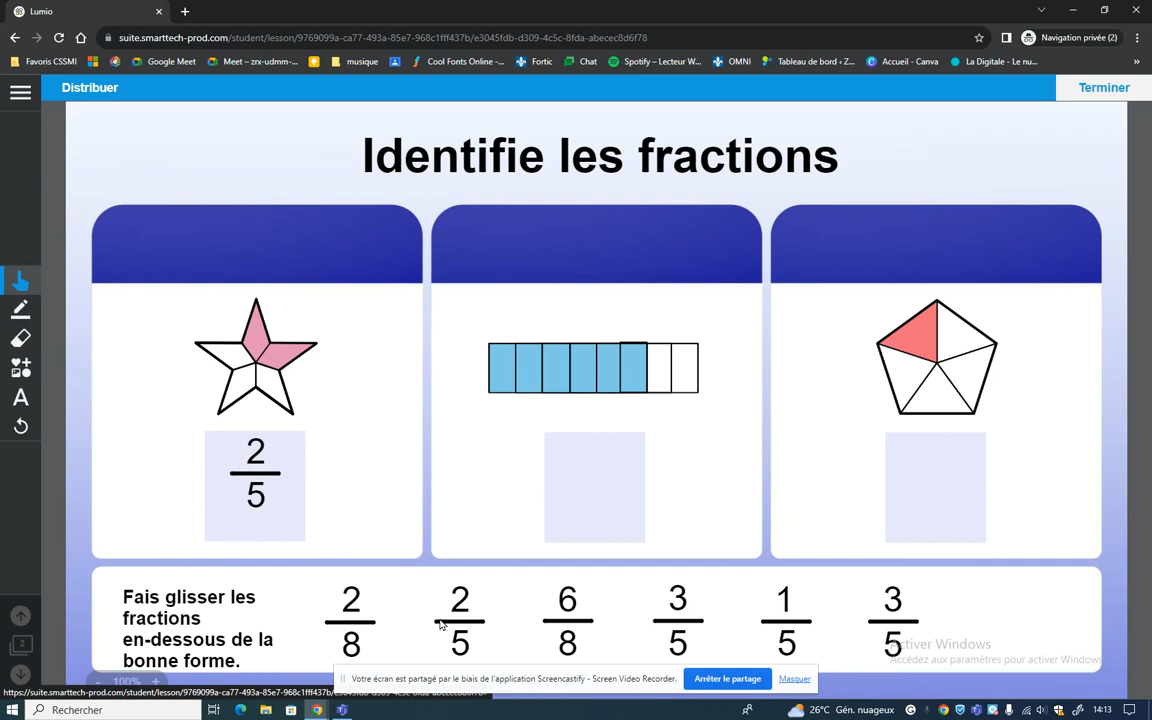 Lumio
suite.smarttech-prod.com/student/lesson/9769099a-ca77-493a-85e7-968c1fff437b/e3045fdb-d309-4c5c-8fda-abecec8d6f78
Navigation privée (2)
Favoris CSSMI
Google Meet
Meet – zrx-udmm-...
musique
Cool Fonts Online -...
Fortic
Chat
Spotify – Lecteur W...
OMNI
Tableau de bord ‹ Z...
Accueil - Canva
La Digitale - Le nu...
»
Distribuer
Terminer
Identifie les fractions
2
5
Fais glisser les
fractions
en-dessous de la
bonne forme.
2
8
2
5
6
8
3
5
1
5
3
5
Activer Windows
Accédez aux paramètres pour activer Windows.
2
- 100% +
Votre écran est partagé par le biais de l'application Screencastify - Screen Video Recorder.
Arrêter le partage
Masquer
Rechercher
26°C Gén. nuageux
14:13